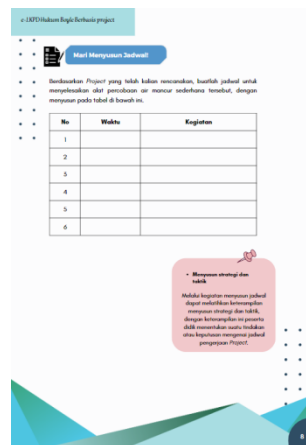 e-LKPD Hukum Boyle Berbasis project
Mari Menyusun Jadwal!
Berdasarkan Project yang telah kalian rencanakan, buatlah jadwal untuk
menyelesaikan alat percobaan air mancur sederhana tersebut, dengan
menyusun pada tabel di bawah ini.
No Waktu Kegiatan
1
2
3
4
5
6
• Menyusun strategi dan
taktik
Melalui kegiatan menyusun jadwal
dapat melatihkan keterampilan
menyusun strategi dan taktik,
dengan keterampilan ini peserta
didik menentukan suatu tindakan
atau keputusan mengenai jadwal
pengerjaan Project.
8